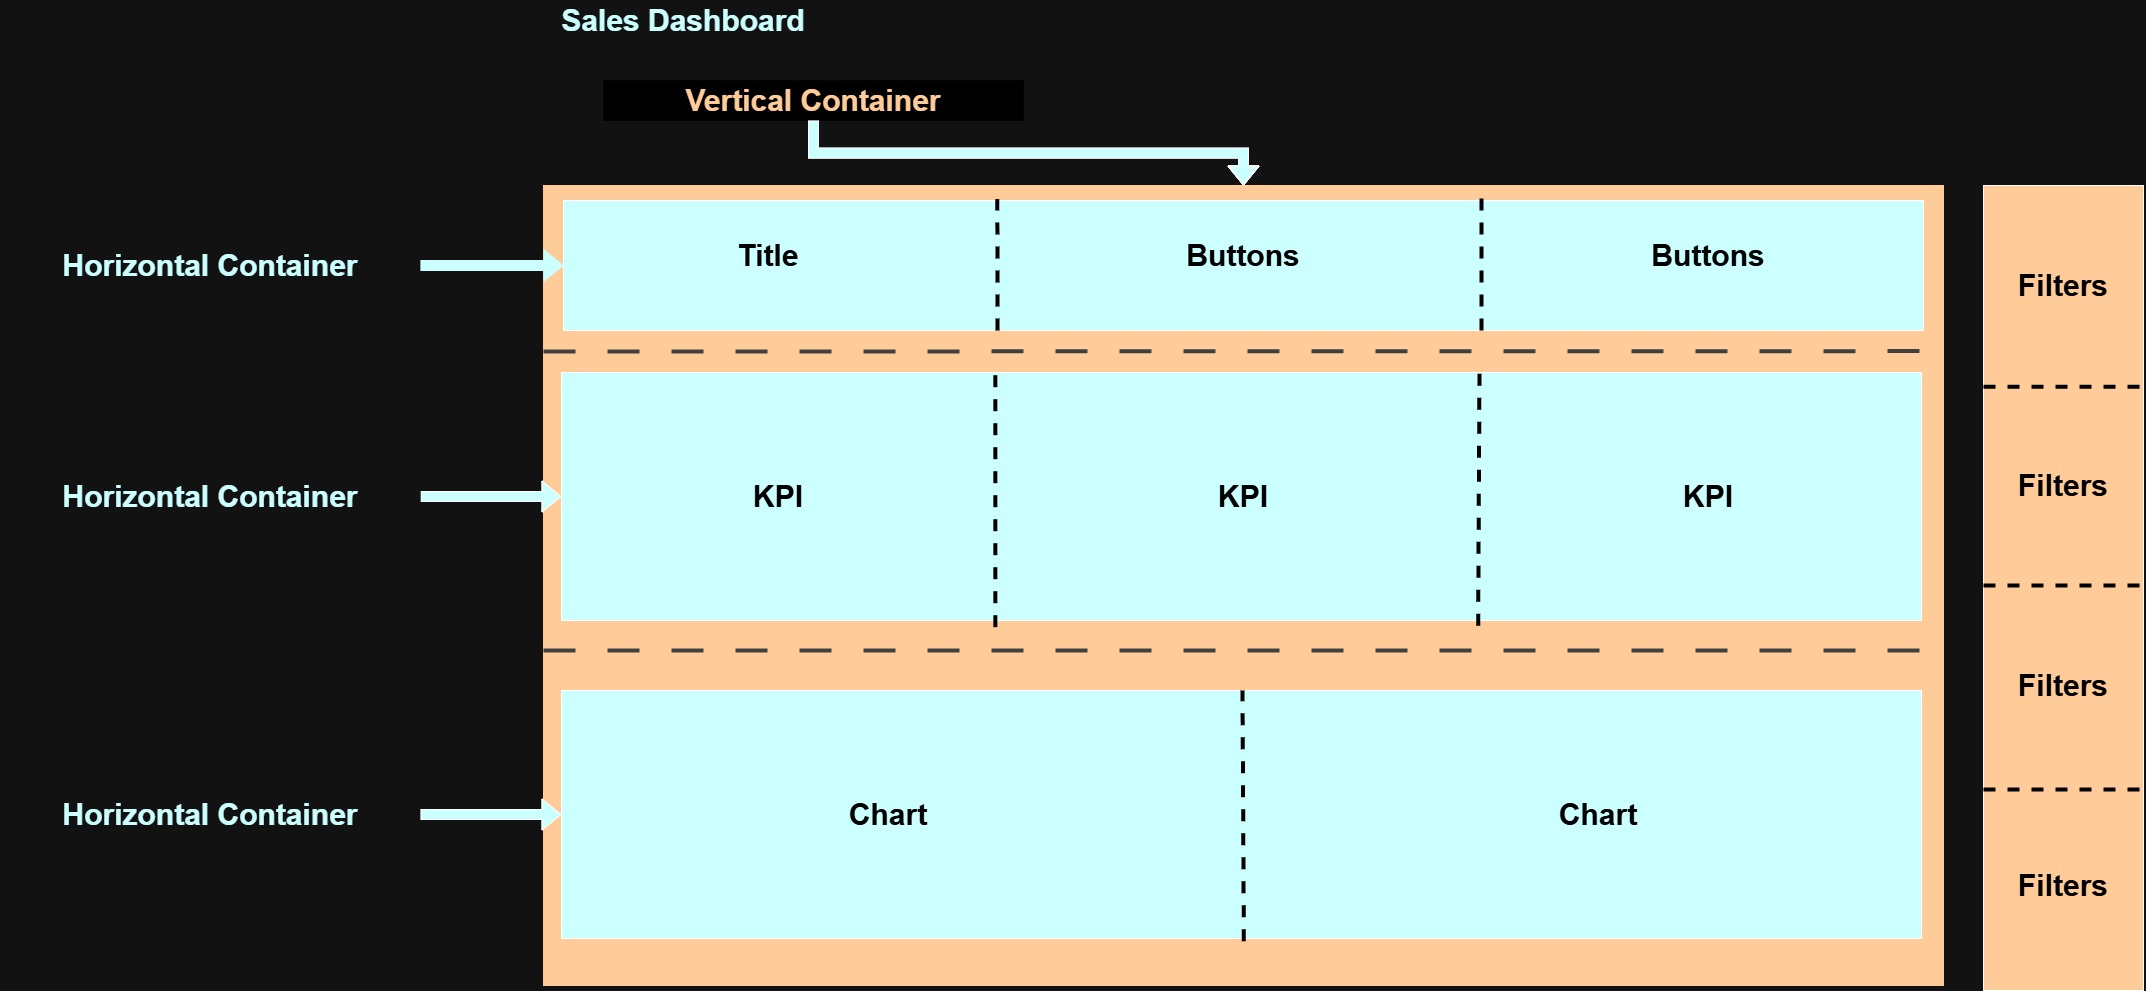 Sales Dashboard
Vertical Container
Horizontal Container
Title
Buttons
Buttons
Filters
Horizontal Container
KPI
KPI
KPI
Filters
Filters
Horizontal Container
Chart
Chart
Filters